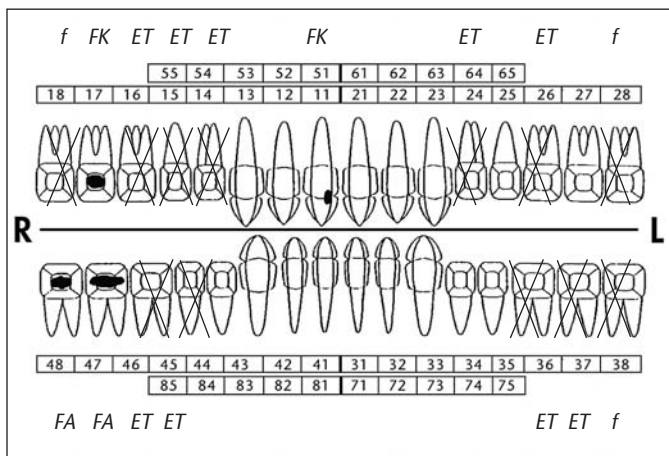 f FK ET ET ET FK ET ET f
55 54 53 52 51 61 62 63 64 65
18 17 16 15 14 13 12 11 21 22 23 24 25 26 27 28
R L
48 47 46 45 44 43 42 41 31 32 33 34 35 36 37 38
85 84 83 82 81 71 72 73 74 75
FA FA ET ET ET ET f